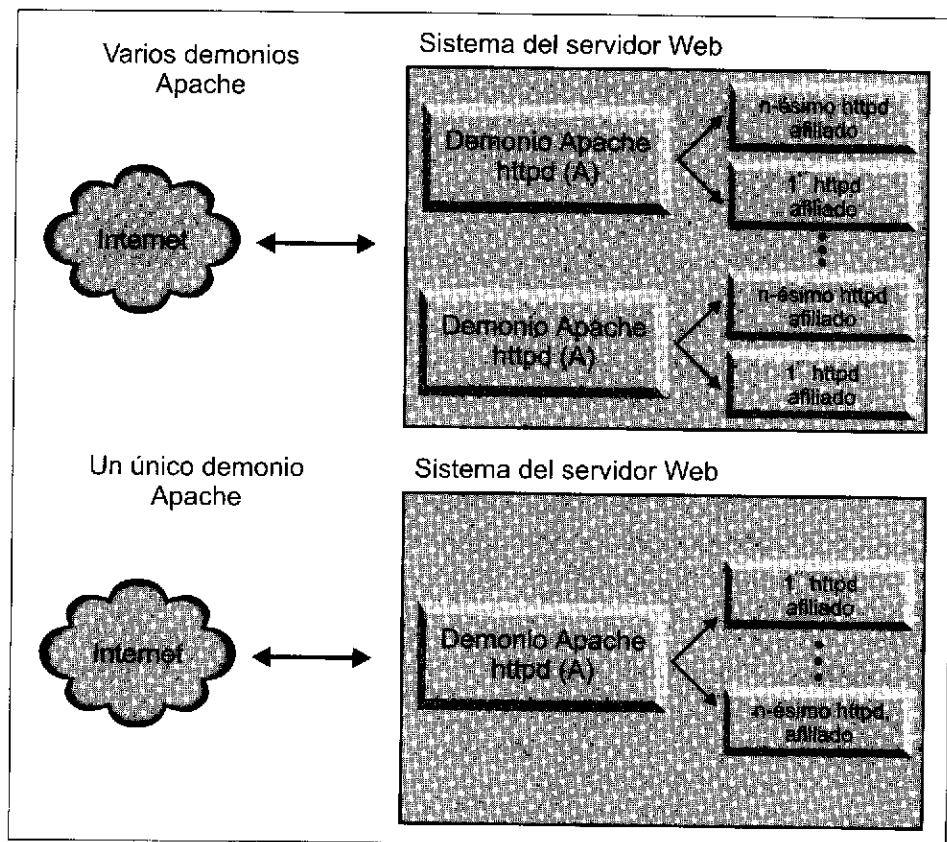 Varios demonios
Apache
Sistema del servidor Web
Internet
Demonio Apache
httpd (A)
n-ésimo httpd
afiliado
1˙ httpd
afiliado
Demonio Apache
httpd (A)
n-ésimo httpd
afiliado
1˙ httpd
afiliado
Un único demonio
Apache
Sistema del servidor Web
Internet
Demonio Apache
httpd (A)
1˙ httpd
afiliado
n-ésimo httpd
afiliado